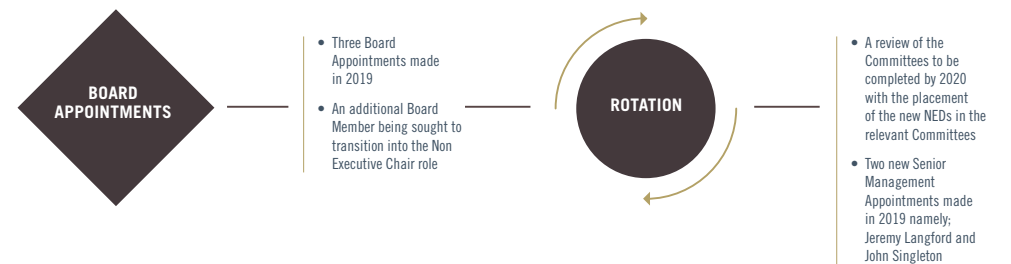 BOARD
APPOINTMENTS
• Three Board
Appointments made
in 2019
• An additional Board
Member being sought to
transition into the Non
Executive Chair role
ROTATION
• A review of the
Committees to be
completed by 2020
with the placement
of the new NEDs in the
relevant Committees
• Two new Senior
Management
Appointments made
in 2019 namely;
Jeremy Langford and
John Singleton